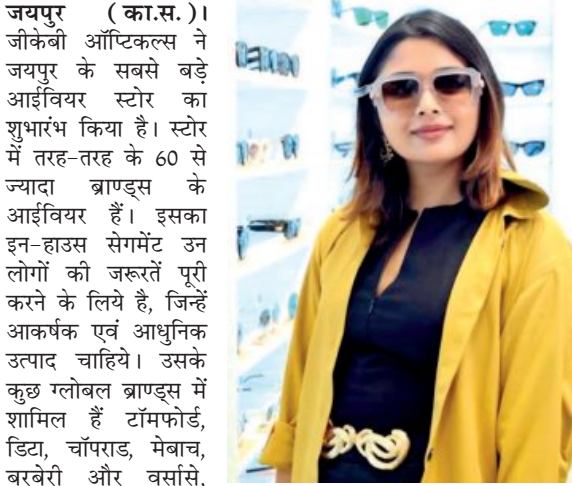 जयपुर (का.स.)।
जीकेबी ऑप्टिकल्स ने
जयपुर के सबसे बड़े
आईवियर स्टोर का
शुभारंभ किया है। स्टोर
में तरह-तरह के 60 से
ज्यादा ब्राण्ड्स के
आईवियर हैं। इसका
इन-हाउस सेगमेंट उन
लोगों की जरूरतें पूरी
करने के लिये है, जिन्हें
आकर्षक एवं आधुनिक
उत्पाद चाहिये। उसके
कुछ ग्लोबल ब्राण्ड्स में
शामिल हैं टॉमफोर्ड,
डिटा, चॉपराड, मेबाच,
बरबेरी और वर्सासे,